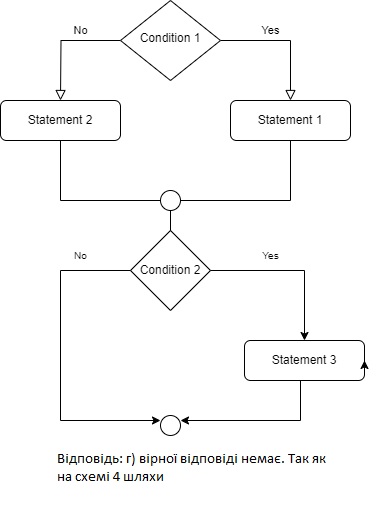 No
Condition 1
Yes
Statement 2
Statement 1
No
Condition 2
Yes
Statement 3
Відповідь: г) вірної відповіді немає. Так як
на схемі 4 шляхи